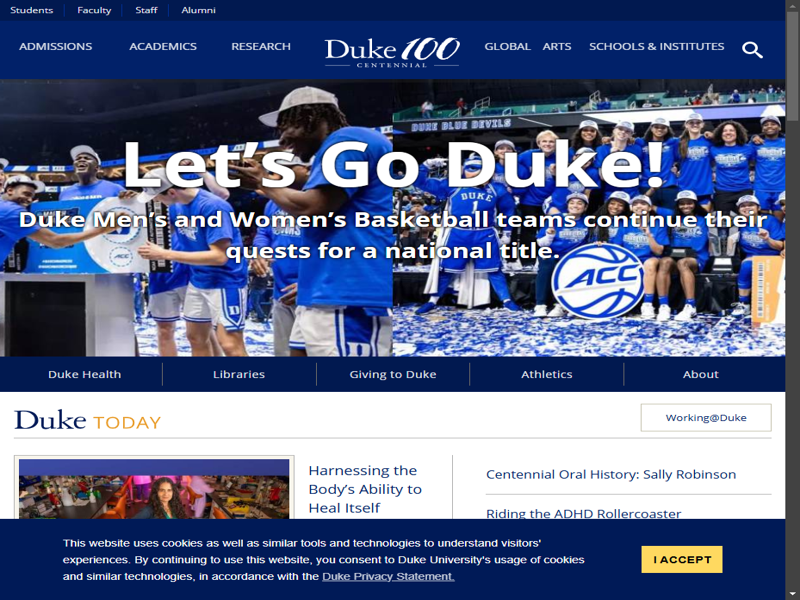 Students
Faculty
Staff
Alumni
ADMISSIONS
ACADEMICS
RESEARCH
Duke 100
CENTENNIAL
GLOBAL
ARTS
SCHOOLS & INSTITUTES
DUKE BLUE DEVILS
Let's Go Duke!
Duke Men's and Women's Basketball teams continue their
quests for a national title.
DUKE
ACC
ACC
Duke Health
Libraries
Giving to Duke
Athletics
About
Duke TODAY
Working@Duke
Harnessing the
Body's Ability to
Heal Itself
Centennial Oral History: Sally Robinson
Riding the ADHD Rollercoaster
This website uses cookies as well as similar tools and technologies to understand visitors'
experiences. By continuing to use this website, you consent to Duke University's usage of cookies
and similar technologies, in accordance with the Duke Privacy Statement.
I ACCEPT